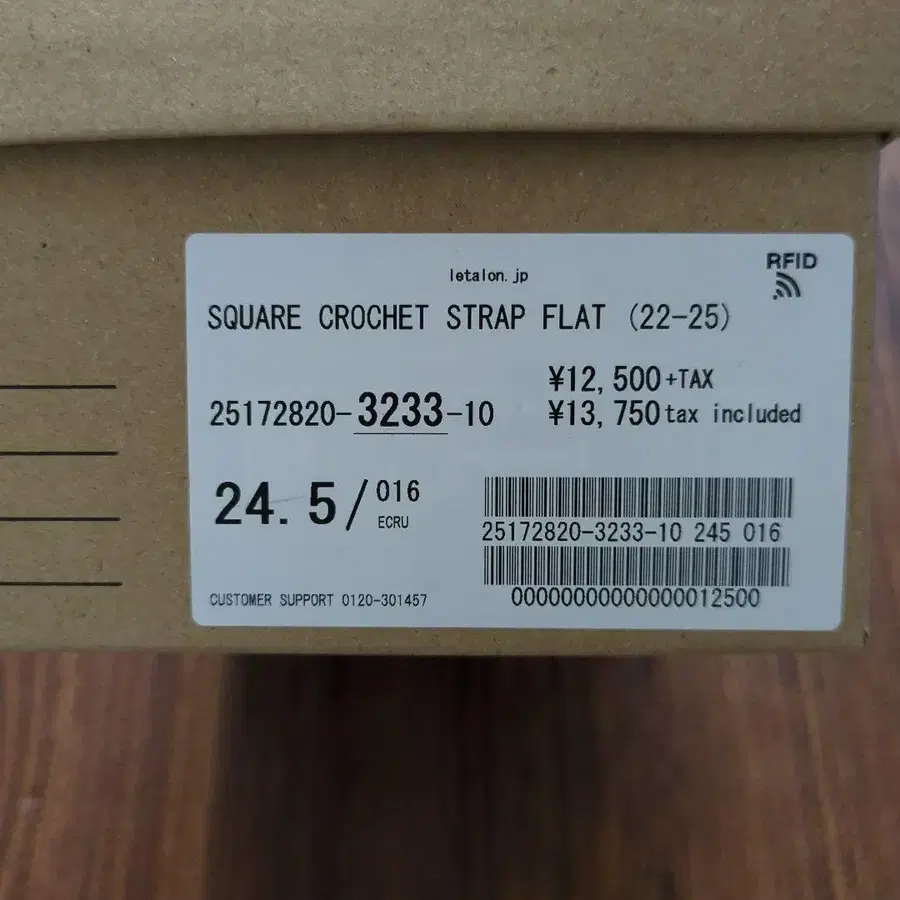 letalon.jp
RFID
SQUARE CROCHET STRAP FLAT (22-25)
¥12,500+TAX
25172820-3233-10
¥13,750 tax included
24.5/016
ECRU
25172820-3233-10 245 016
00000000000000012500
CUSTOMER SUPPORT 0120-301457